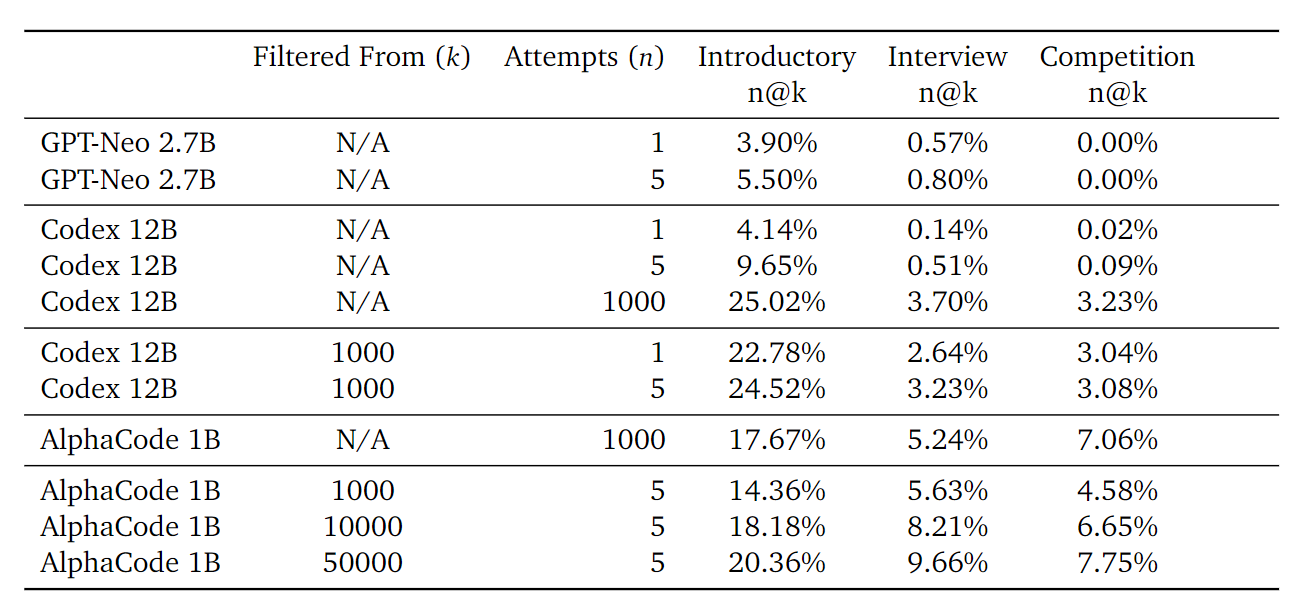 Filtered From (k) Attempts (n) Introductory Interview Competition
n@k n@k n@k
GPT-Neo 2.7B N/A 1 3.90% 0.57% 0.00%
GPT-Neo 2.7B N/A 5 5.50% 0.80% 0.00%
Codex 12B N/A 1 4.14% 0.14% 0.02%
Codex 12B N/A 5 9.65% 0.51% 0.09%
Codex 12B N/A 1000 25.02% 3.70% 3.23%
Codex 12B 1000 1 22.78% 2.64% 3.04%
Codex 12B 1000 5 24.52% 3.23% 3.08%
AlphaCode 1B N/A 1000 17.67% 5.24% 7.06%
AlphaCode 1B 1000 5 14.36% 5.63% 4.58%
AlphaCode 1B 10000 5 18.18% 8.21% 6.65%
AlphaCode 1B 50000 5 20.36% 9.66% 7.75%